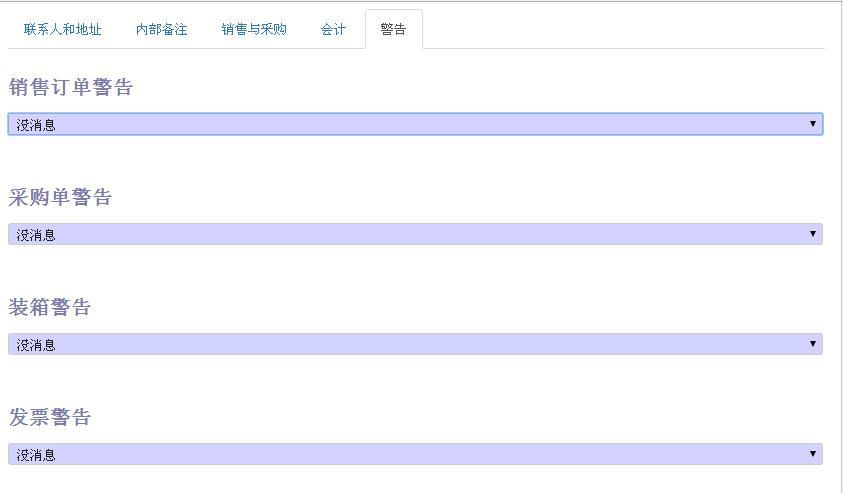 联系人和地址 内部备注 销售与采购 会计 警告
销售订单警告
没消息
采购单警告
没消息
装箱警告
没消息
发票警告
没消息